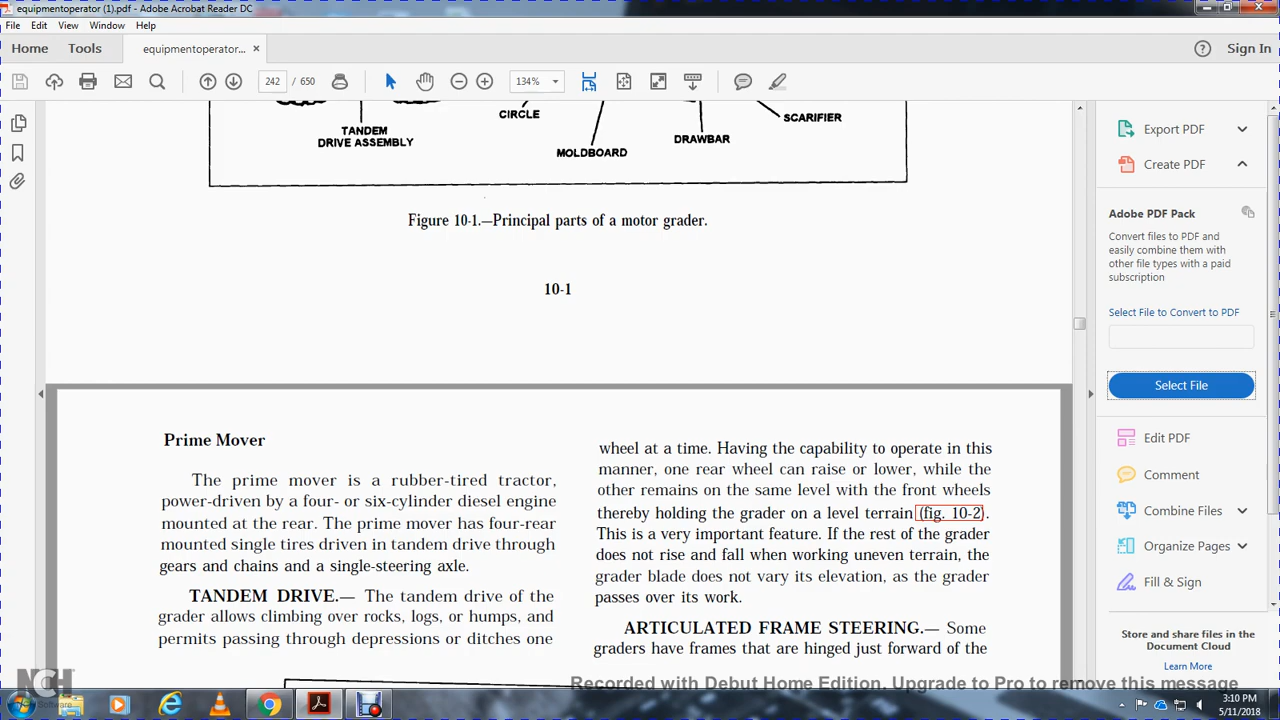 equipmentoperator (1).pdf - Adobe Acrobat Reader DC
File Edit View Window Help
Home Tools equipmentoperator... × Sign In
242 / 650 134%
TANDEM
DRIVE ASSEMBLY
CIRCLE
MOLDBOARD
DRAWBAR
SCARIFIER
Figure 10-1.—Principal parts of a motor grader.
10-1
Prime Mover
The prime mover is a rubber-tired tractor,
power-driven by a four- or six-cylinder diesel engine
mounted at the rear. The prime mover has four-rear
mounted single tires driven in tandem drive through
gears and chains and a single-steering axle.
TANDEM DRIVE.— The tandem drive of the
grader allows climbing over rocks, logs, or humps, and
permits passing through depressions or ditches one
wheel at a time. Having the capability to operate in this
manner, one rear wheel can raise or lower, while the
other remains on the same level with the front wheels
thereby holding the grader on a level terrain (fig. 10-2).
This is a very important feature. If the rest of the grader
does not rise and fall when working uneven terrain, the
grader blade does not vary its elevation, as the grader
passes over its work.
ARTICULATED FRAME STEERING.— Some
graders have frames that are hinged just forward of the
Export PDF
Create PDF
Adobe PDF Pack
Convert files to PDF and
easily combine them with
other file types with a paid
subscription
Select File to Convert to PDF
Select File
Edit PDF
Comment
Combine Files
Organize Pages
Fill & Sign
Store and share files in the
Document Cloud
Learn More
NCH
Software
Recorded with Debut Home Edition. Upgrade to Pro to remove this message
3:10 PM
5/11/2018